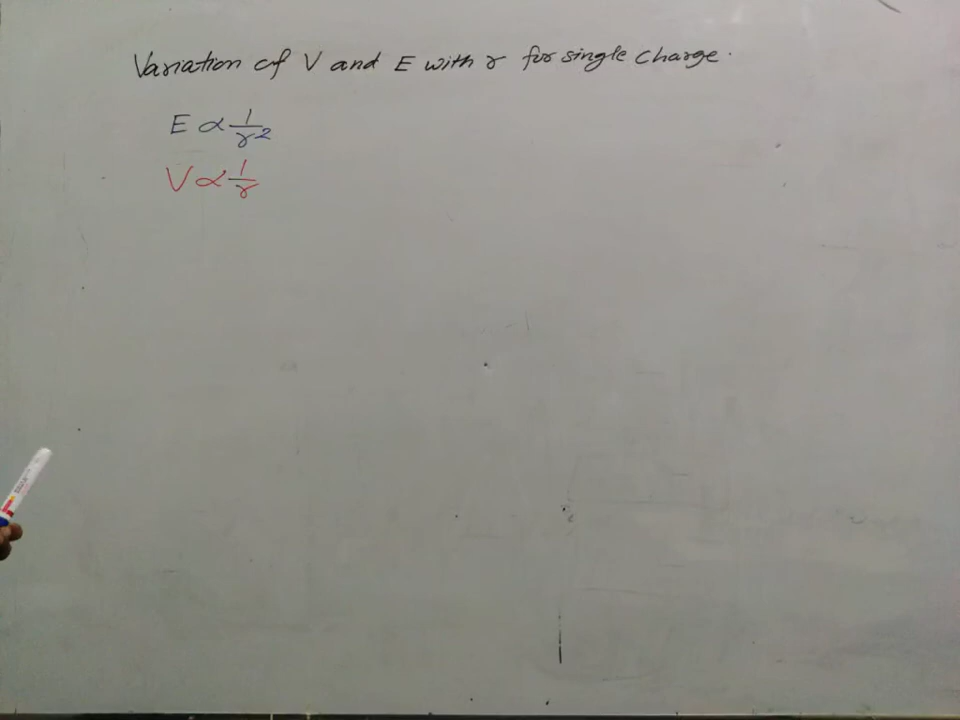 Variation of V and E with r for single charge.
E ∝ 1/r²
V ∝ 1/r